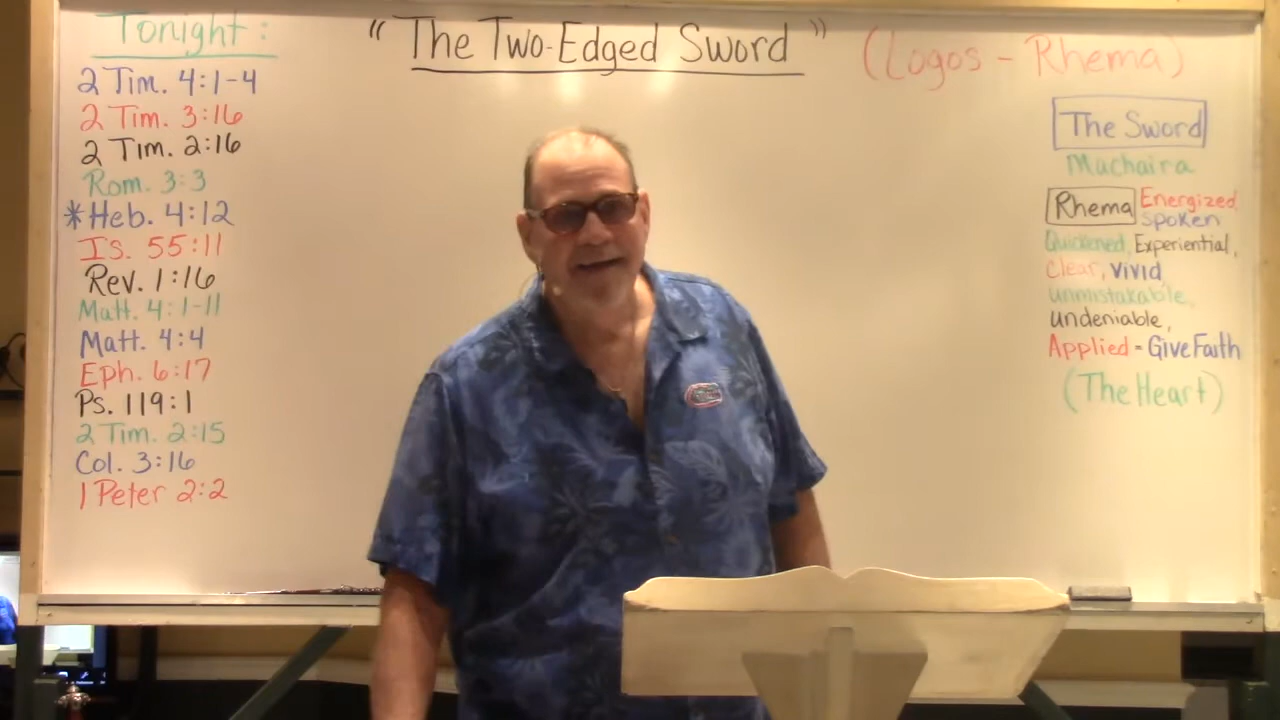 Tonight:
"The Two-Edged Sword" (Logos - Rhema)
2 Tim. 4:1-4
2 Tim. 3:16
2 Tim. 2:16
Rom. 3:3
*Heb. 4:12
Is. 55:11
Rev. 1:16
Matt. 4:1-11
Matt. 4:4
Eph. 6:17
Ps. 119:1
2 Tim. 2:15
Col. 3:16
1 Peter 2:2
The Sword
Machaira
Rhema Energized,
spoken
Quickened, Experiential,
Clear, vivid,
unmistakable,
undeniable,
Applied - Give Faith
(The Heart)